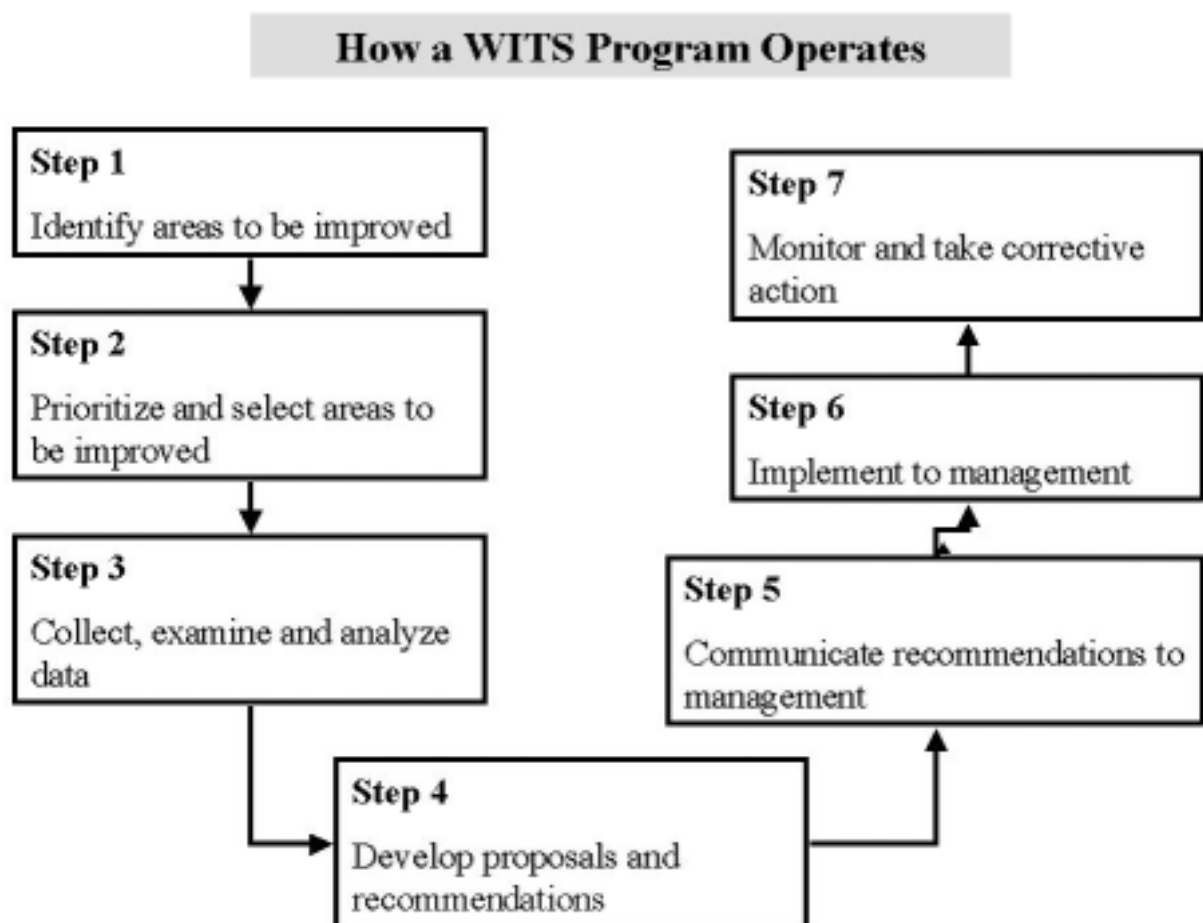 How a WITS Program Operates
Step 1
Identify areas to be improved
Step 2
Prioritize and select areas to
be improved
Step 3
Collect, examine and analyze
data
Step 4
Develop proposals and
recommendations
Step 5
Communicate recommendations to
management
Step 6
Implement to management
Step 7
Monitor and take corrective
action